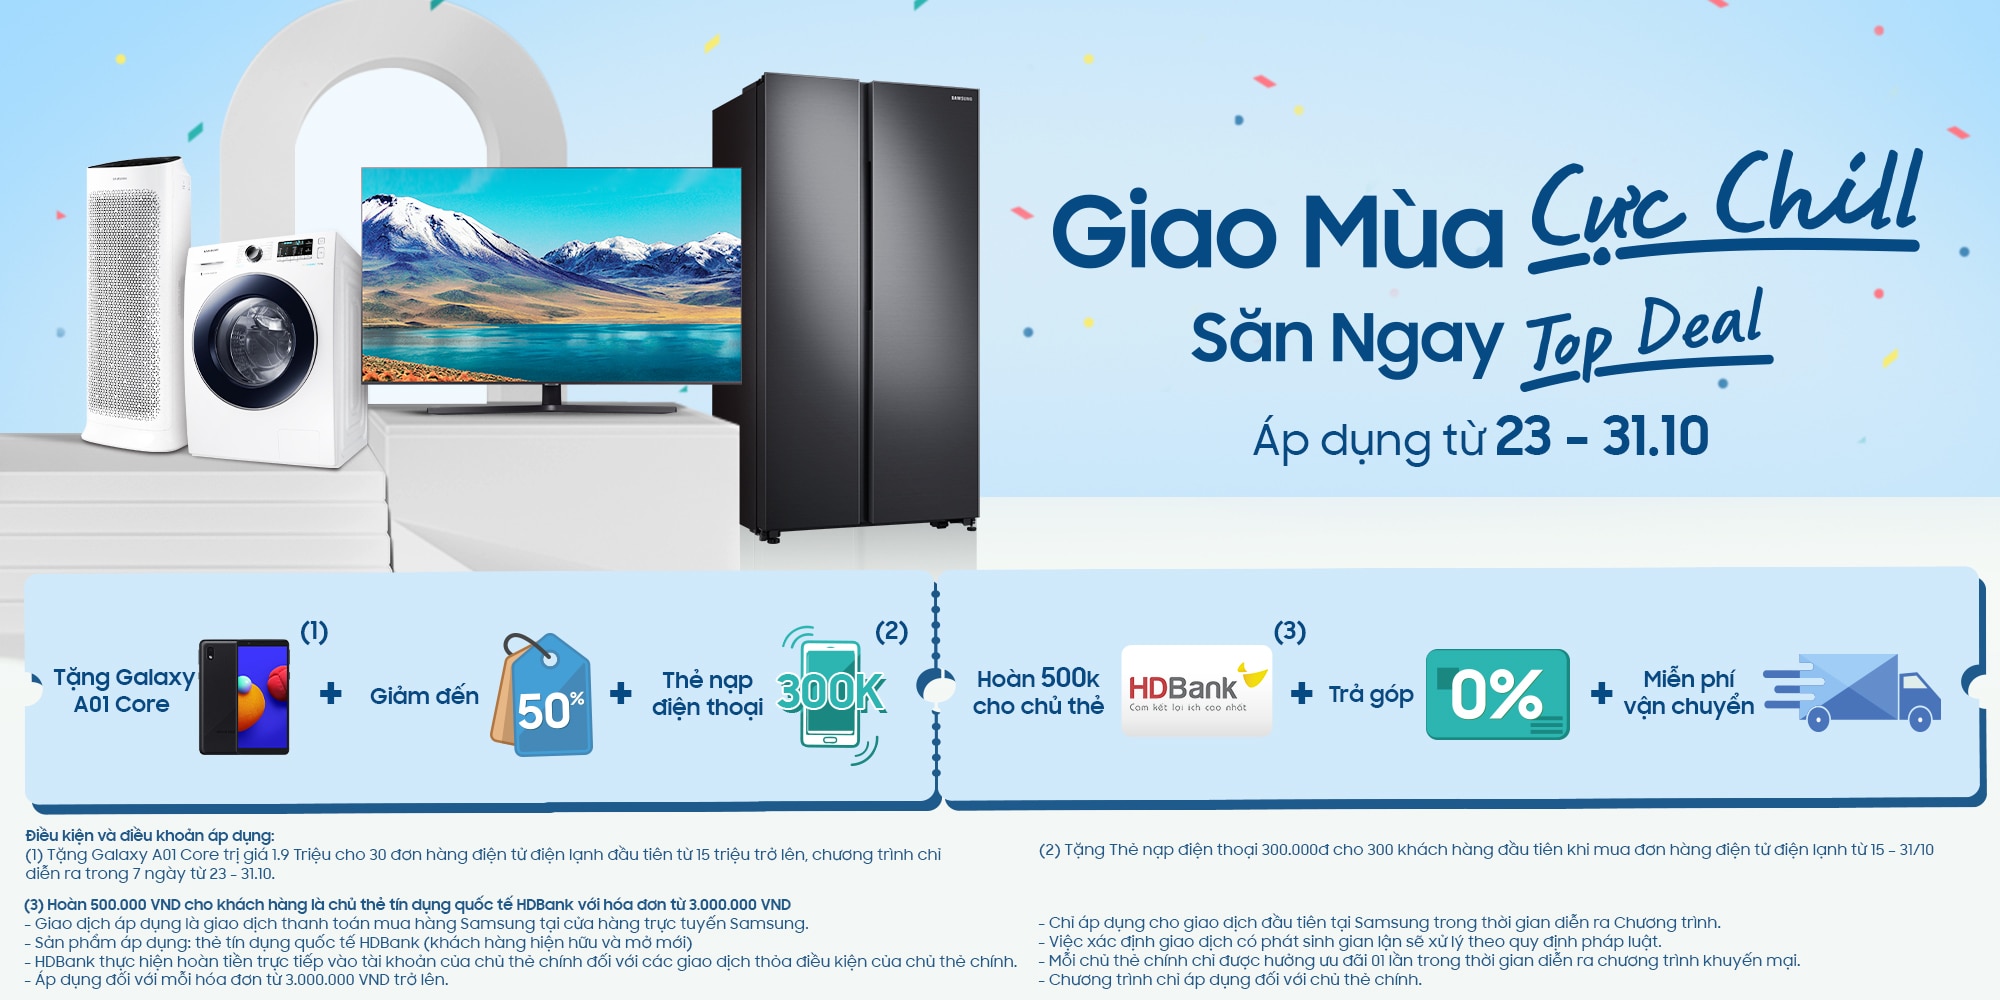 Giao Mùa Cực Chill
Săn Ngay Top Deal
Áp dụng từ 23 - 31.10
SAMSUNG
Tặng Galaxy
A01 Core
(1)
+
Giảm đến
50%
+
Thẻ nạp
điện thoại
300K
(2)
Hoàn 500k
cho chủ thẻ
HDBank
Cam kết lợi ích cao nhất
(3)
+
Trả góp
0%
+
Miễn phí
vận chuyển
Điều kiện và điều khoản áp dụng:
(1) Tặng Galaxy A01 Core trị giá 1.9 Triệu cho 30 đơn hàng điện tử điện lạnh đầu tiên từ 15 triệu trở lên, chương trình chỉ
diễn ra trong 7 ngày từ 23 - 31.10.
(2) Tặng Thẻ nạp điện thoại 300.000đ cho 300 khách hàng đầu tiên khi mua đơn hàng điện tử điện lạnh từ 15 - 31/10
(3) Hoàn 500.000 VND cho khách hàng là chủ thẻ tín dụng quốc tế HDBank với hóa đơn từ 3.000.000 VND
- Giao dịch áp dụng là giao dịch thanh toán mua hàng Samsung tại cửa hàng trực tuyến Samsung.
- Sản phẩm áp dụng: thẻ tín dụng quốc tế HDBank (khách hàng hiện hữu và mở mới)
- HDBank thực hiện hoàn tiền trực tiếp vào tài khoản của chủ thẻ chính đối với các giao dịch thỏa điều kiện của chủ thẻ chính.
- Áp dụng đối với mỗi hóa đơn từ 3.000.000 VND trở lên.
- Chỉ áp dụng cho giao dịch đầu tiên tại Samsung trong thời gian diễn ra Chương trình.
- Việc xác định giao dịch có phát sinh gian lận sẽ xử lý theo quy định pháp luật.
- Mỗi chủ thẻ chính chỉ được hưởng ưu đãi 01 lần trong thời gian diễn ra chương trình khuyến mại.
- Chương trình chỉ áp dụng đối với chủ thẻ chính.